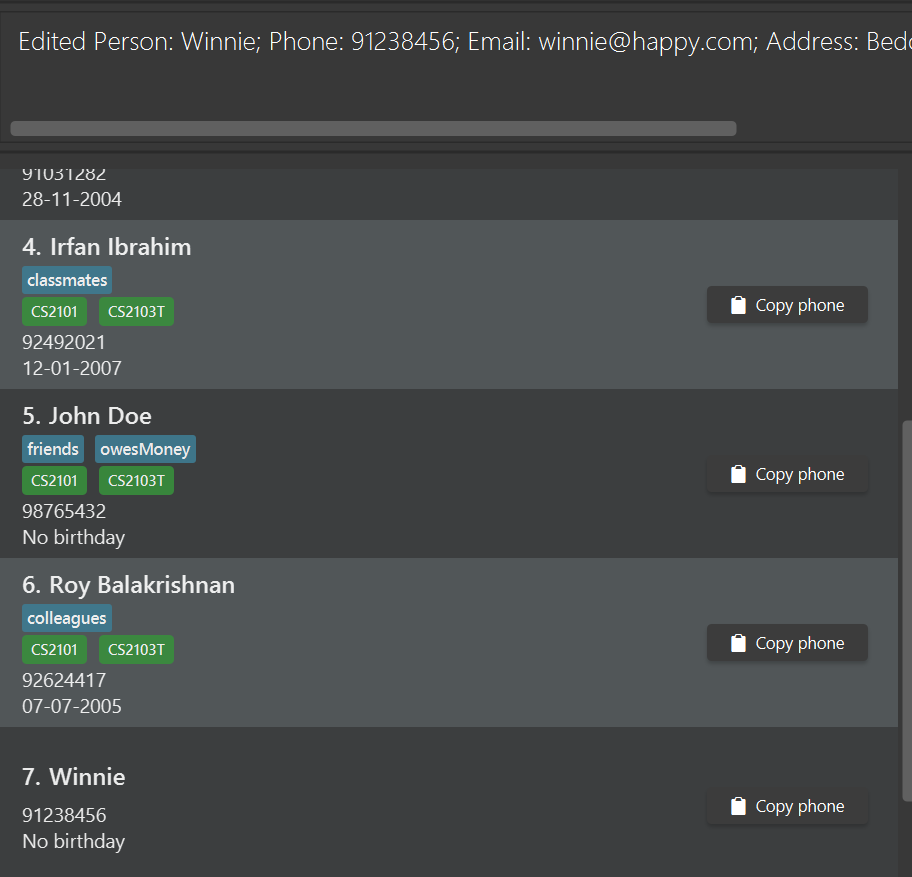 Edited Person: Winnie; Phone: 91238456; Email: winnie@happy.com; Address:
91031282
28-11-2004
4. Irfan Ibrahim
classmates
CS2101 CS2103T
Copy phone
92492021
12-01-2007
5. John Doe
friends owesMoney
CS2101 CS2103T
Copy phone
98765432
No birthday
6. Roy Balakrishnan
colleagues
CS2101 CS2103T
Copy phone
92624417
07-07-2005
7. Winnie
Copy phone
91238456
No birthday